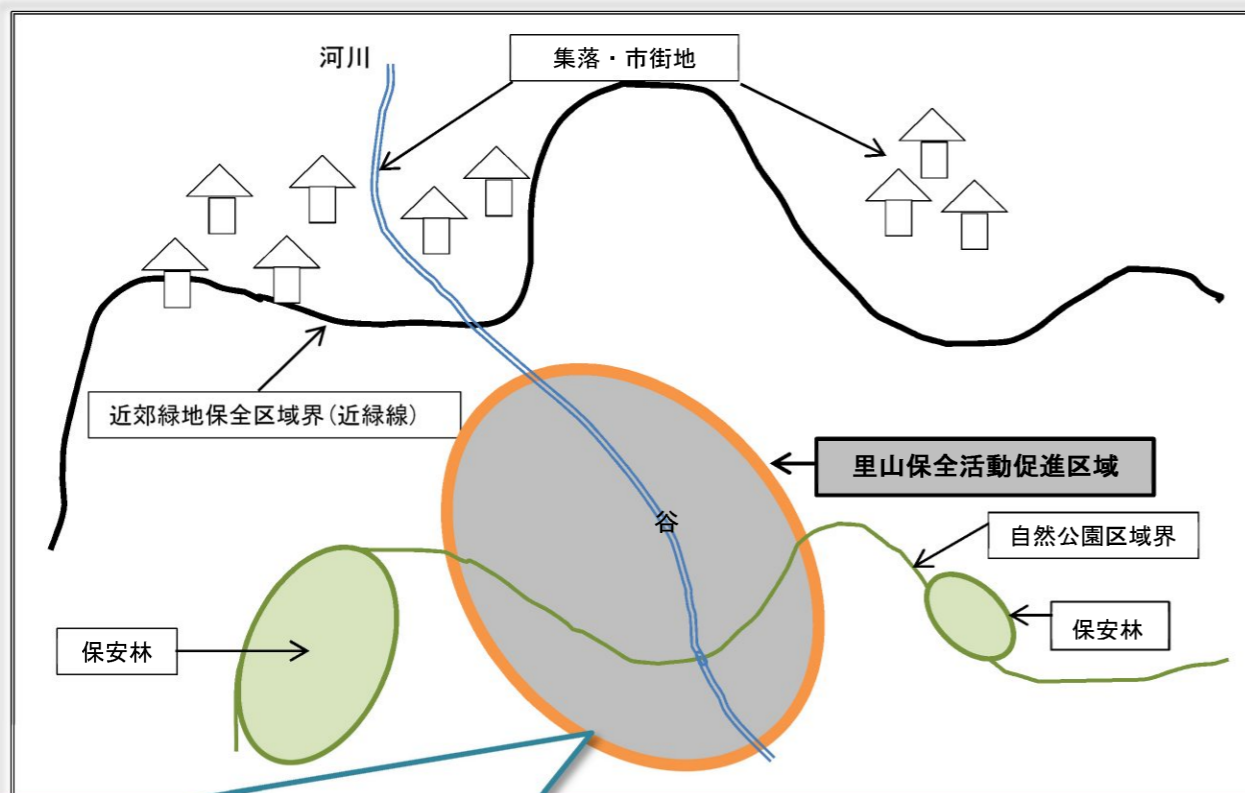 河川
集落・市街地
近郊緑地保全区域界（近緑線）
里山保全活動促進区域
谷
自然公園区域界
保安林
保安林